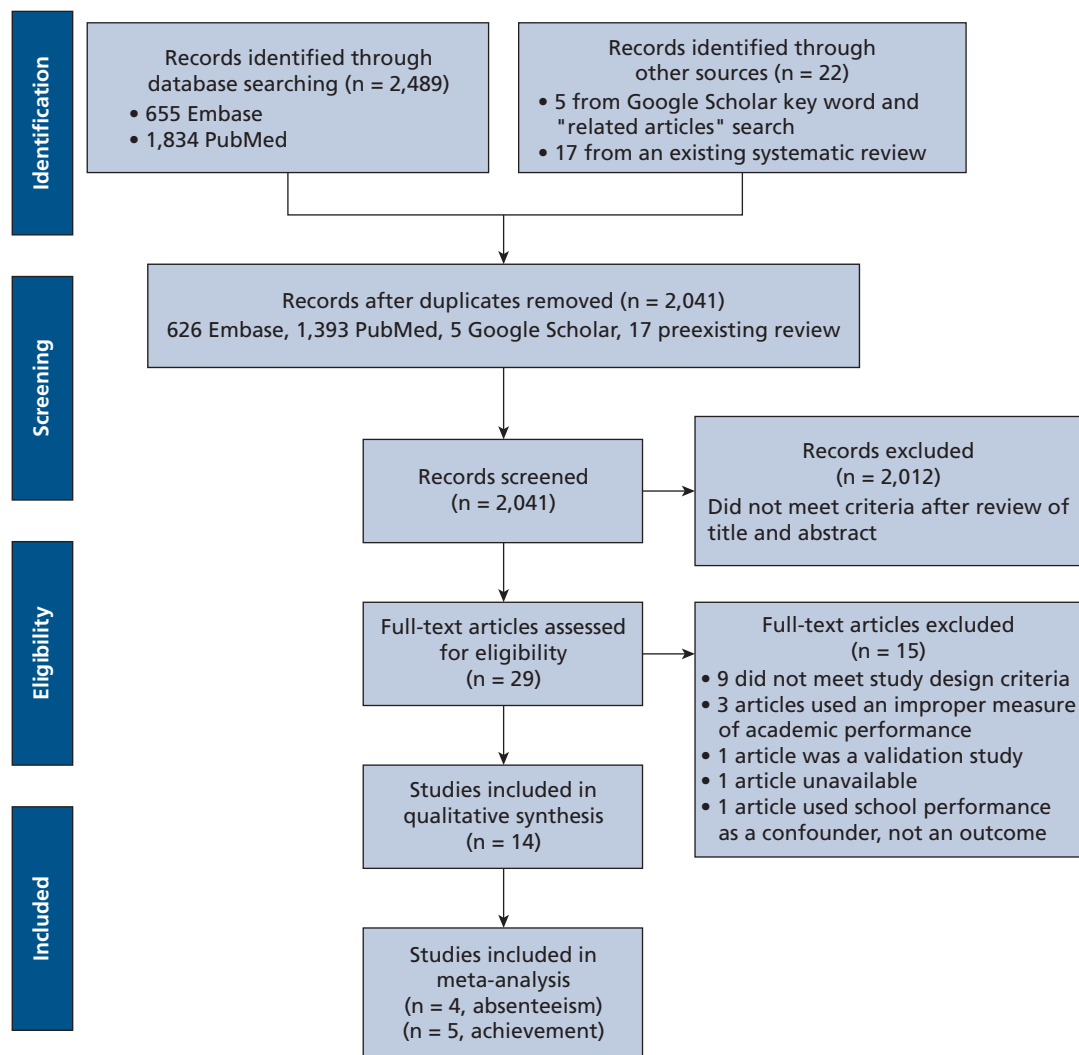 Identification
Records identified through
database searching (n = 2,489)
• 655 Embase
• 1,834 PubMed
Records identified through
other sources (n = 22)
• 5 from Google Scholar key word and
"related articles" search
• 17 from an existing systematic review
Screening
Records after duplicates removed (n = 2,041)
626 Embase, 1,393 PubMed, 5 Google Scholar, 17 preexisting review
Records screened
(n = 2,041)
Records excluded
(n = 2,012)
Did not meet criteria after review of
title and abstract
Eligibility
Full-text articles assessed
for eligibility
(n = 29)
Full-text articles excluded
(n = 15)
• 9 did not meet study design criteria
• 3 articles used an improper measure
of academic performance
• 1 article was a validation study
• 1 article unavailable
• 1 article used school performance
as a confounder, not an outcome
Included
Studies included in
qualitative synthesis
(n = 14)
Studies included in
meta-analysis
(n = 4, absenteeism)
(n = 5, achievement)